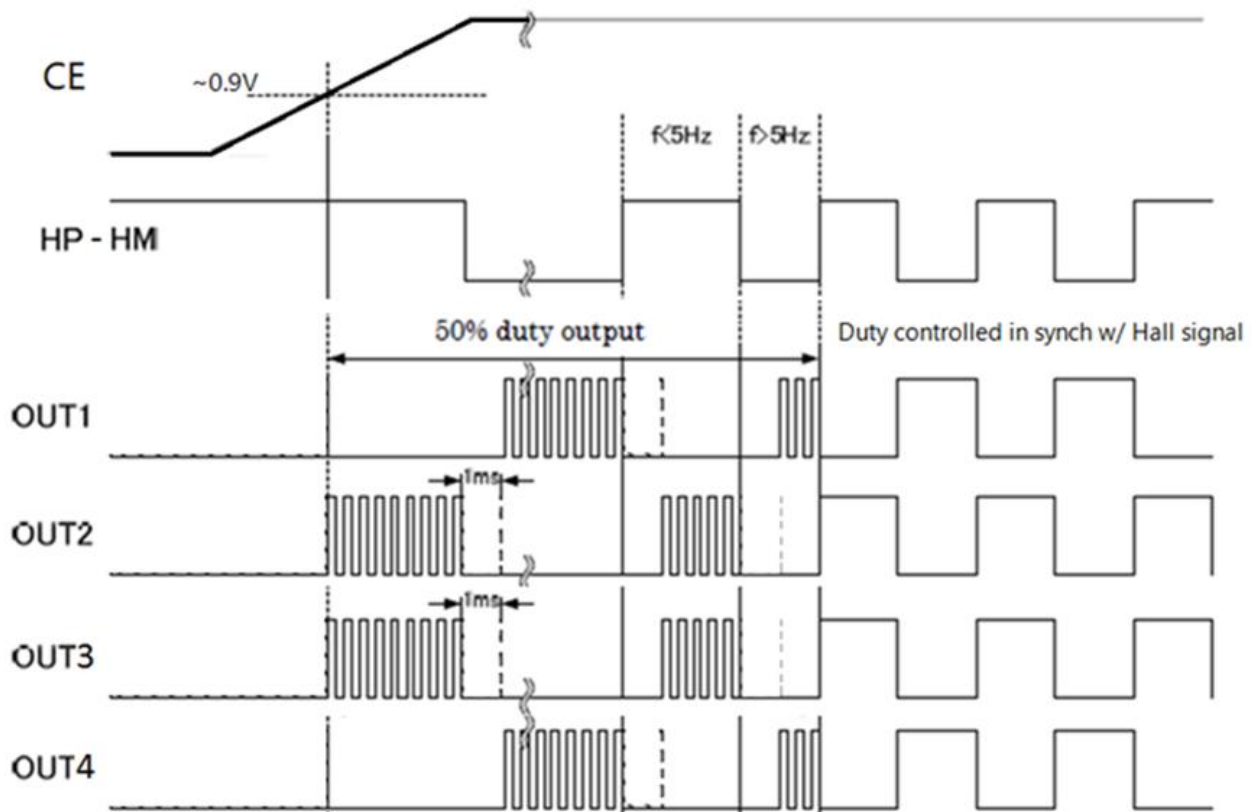 CE
~0.9V
f<5Hz
f>5Hz
HP - HM
50% duty output
Duty controlled in synch w/ Hall signal
OUT1
1ms
OUT2
1ms
OUT3
OUT4